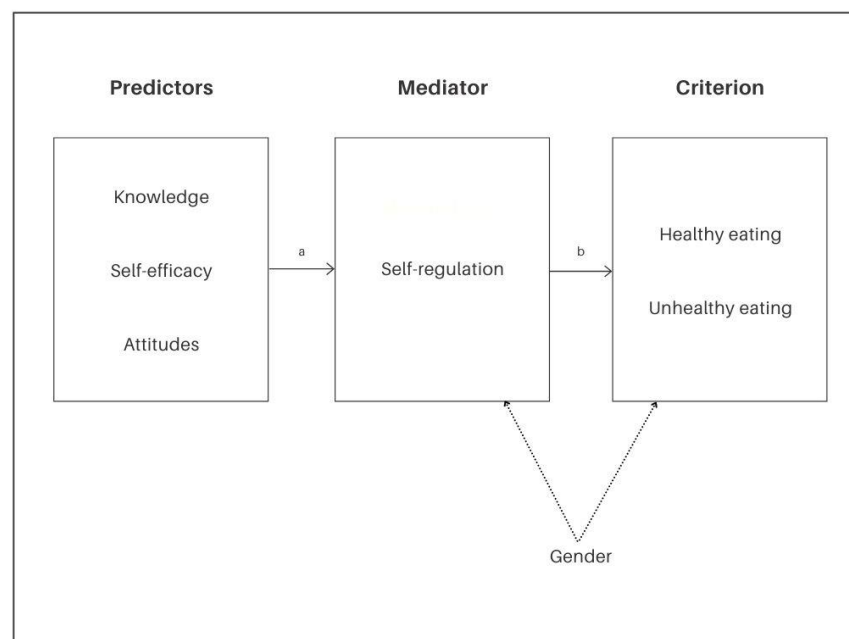 Predictors
Mediator
Criterion
Knowledge
Self-efficacy
Attitudes
a
Self-regulation
b
Healthy eating
Unhealthy eating
Gender